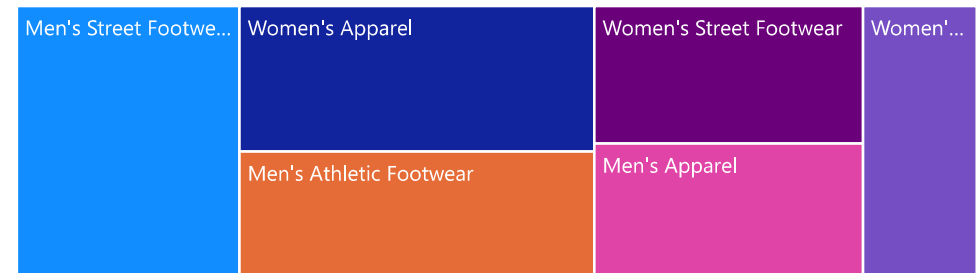 Men's Street Footwe...
Women's Apparel
Men's Athletic Footwear
Women's Street Footwear
Men's Apparel
Women'...